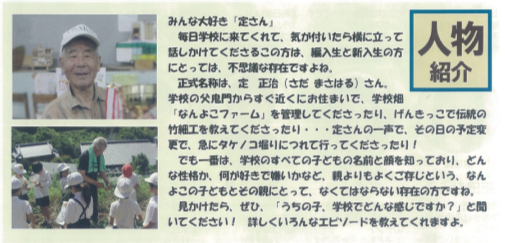 みんな大好き「定さん」
毎日学校に来てくれて、気が付いたら横に立って
話しかけてくださるこの方は、編入生と新入生の方
にとっては、不思議な存在ですよね。
正式名称は、定 正治(さだ まさはる)さん。
学校の父鬼門からすぐ近くにお住まいで、学校畑
「なんよこファーム」を管理してくださったり、げんきっこで伝統の
竹細工を教えてくださったり・・・定さんの一声で、その日の予定変
更で、急にタケノコ堀りにつれて行ってくださったり！
でも一番は、学校のすべての子どもの名前と顔を知っており、どん
な性格か、何が好きで嫌いかなど、親よりもよくご存じという、なん
よこの子どもとその親にとって、なくてはならない存在の方ですね。
見かけたら、ぜひ、「うちの子、学校でどんな感じですか？」と聞
いてください！ 詳しくいろんなエピソードを教えてくれますよ。
人物
紹介